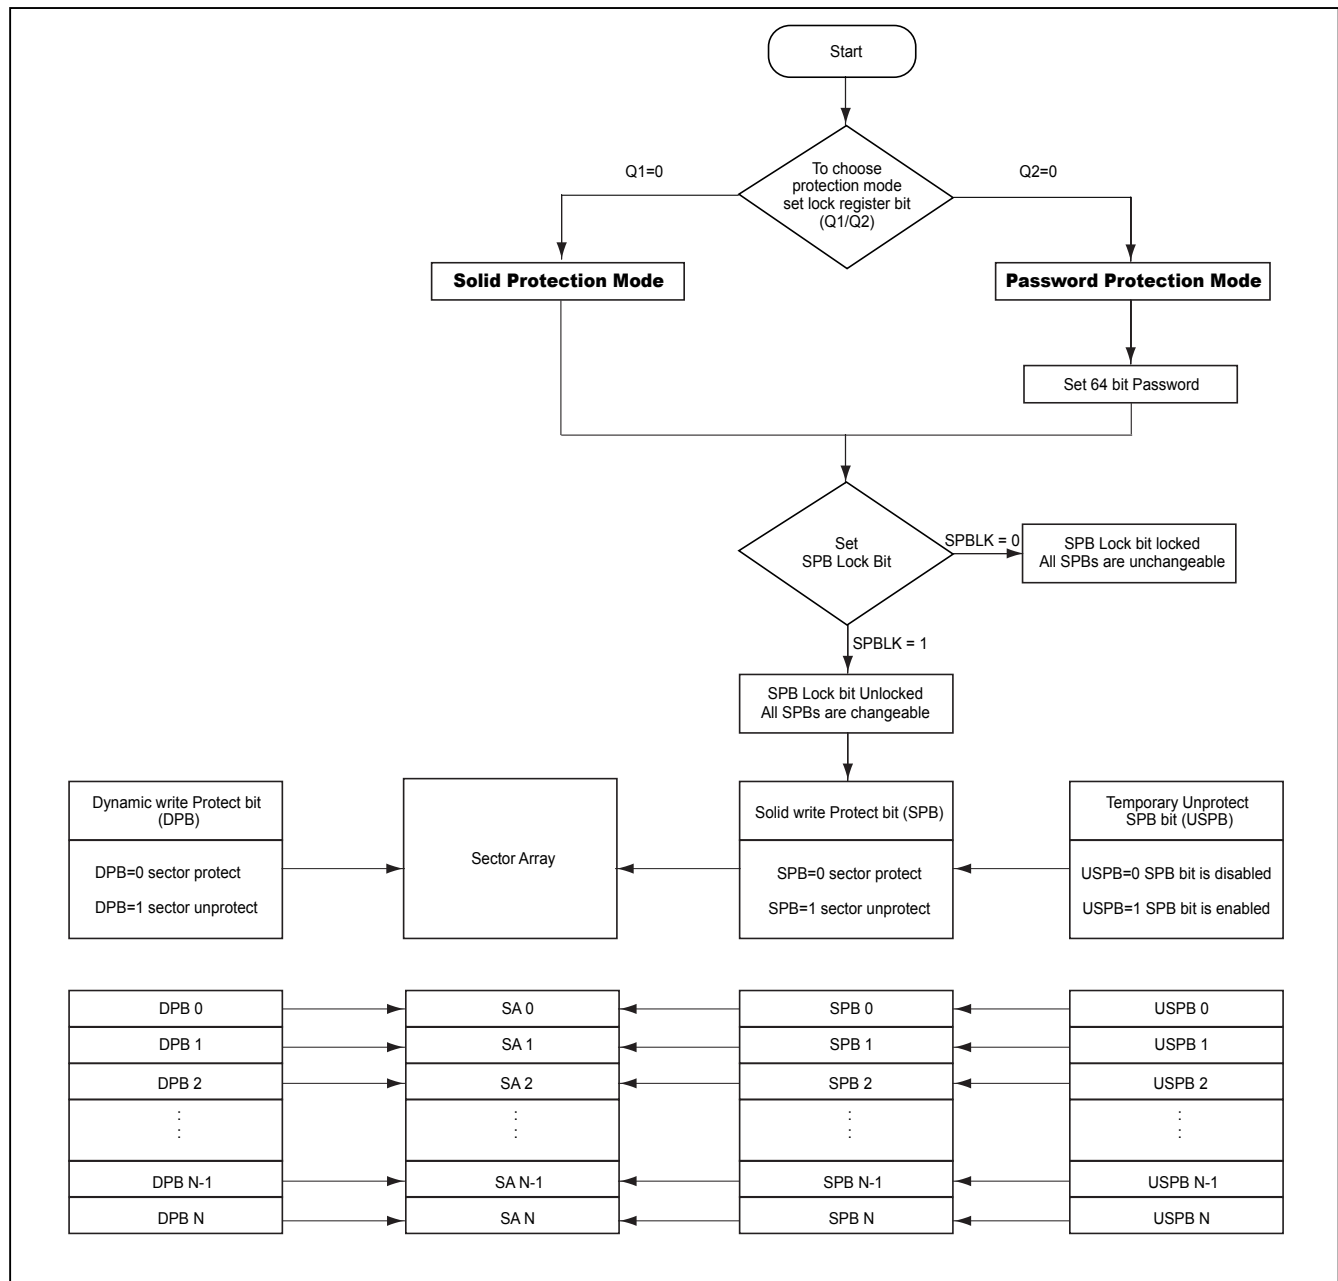 Start
To choose
protection mode
set lock register bit
(Q1/Q2)
Q1=0
Q2=0
Solid Protection Mode
Password Protection Mode
Set 64 bit Password
Set
SPB Lock Bit
SPBLK = 0
SPB Lock bit locked
All SPBs are unchangeable
SPBLK = 1
SPB Lock bit Unlocked
All SPBs are changeable
Dynamic write Protect bit
(DPB)
DPB=0 sector protect
DPB=1 sector unprotect
Sector Array
Solid write Protect bit (SPB)
SPB=0 sector protect
SPB=1 sector unprotect
Temporary Unprotect
SPB bit (USPB)
USPB=0 SPB bit is disabled
USPB=1 SPB bit is enabled
DPB 0
SA 0
SPB 0
USPB 0
DPB 1
SA 1
SPB 1
USPB 1
DPB 2
SA 2
SPB 2
USPB 2
DPB N-1
SA N-1
SPB N-1
USPB N-1
DPB N
SA N
SPB N
USPB N